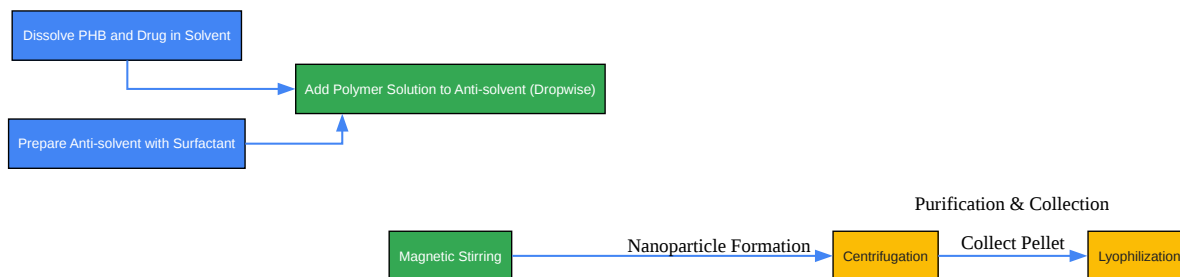 Dissolve PHB and Drug in Solvent
Add Polymer Solution to Anti-solvent (Dropwise)
Prepare Anti-solvent with Surfactant
Purification & Collection
Magnetic Stirring
Nanoparticle Formation
Centrifugation
Collect Pellet
Lyophilization